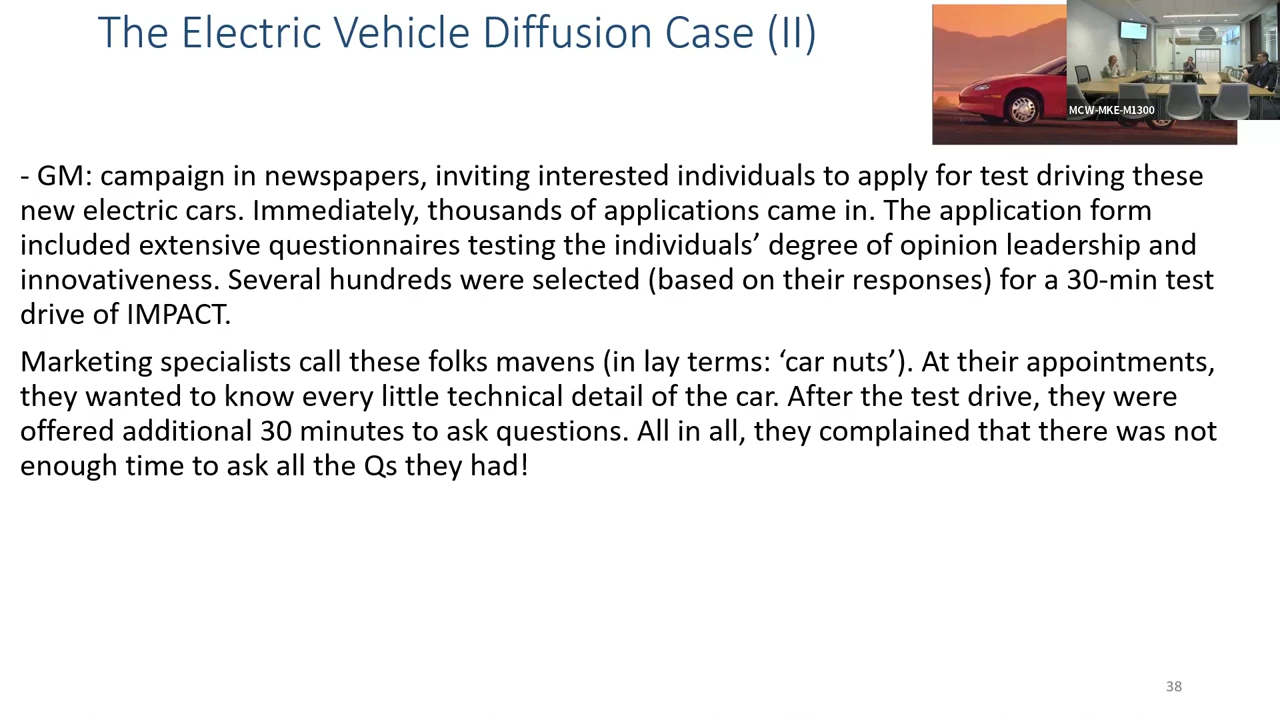 The Electric Vehicle Diffusion Case (II)
MCW-MKE-M1300
- GM: campaign in newspapers, inviting interested individuals to apply for test driving these
new electric cars. Immediately, thousands of applications came in. The application form
included extensive questionnaires testing the individuals’ degree of opinion leadership and
innovativeness. Several hundreds were selected (based on their responses) for a 30-min test
drive of IMPACT.
Marketing specialists call these folks mavens (in lay terms: ‘car nuts’). At their appointments,
they wanted to know every little technical detail of the car. After the test drive, they were
offered additional 30 minutes to ask questions. All in all, they complained that there was not
enough time to ask all the Qs they had!
38